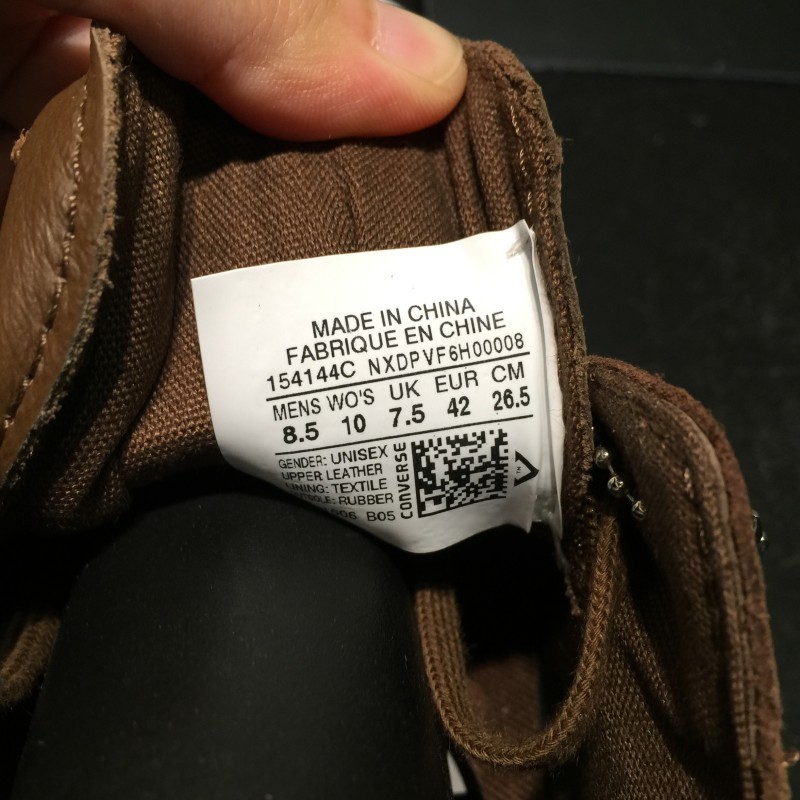 MADE IN CHINA
FABRIQUE EN CHINE
154144C NXDPVF6H00008
MENS WO'S UK EUR CM
8.5 10 7.5 42 26.5
GENDER: UNISEX
UPPER LEATHER
LINING: TEXTILE
SOLE: RUBBER
B05
CONVERSE